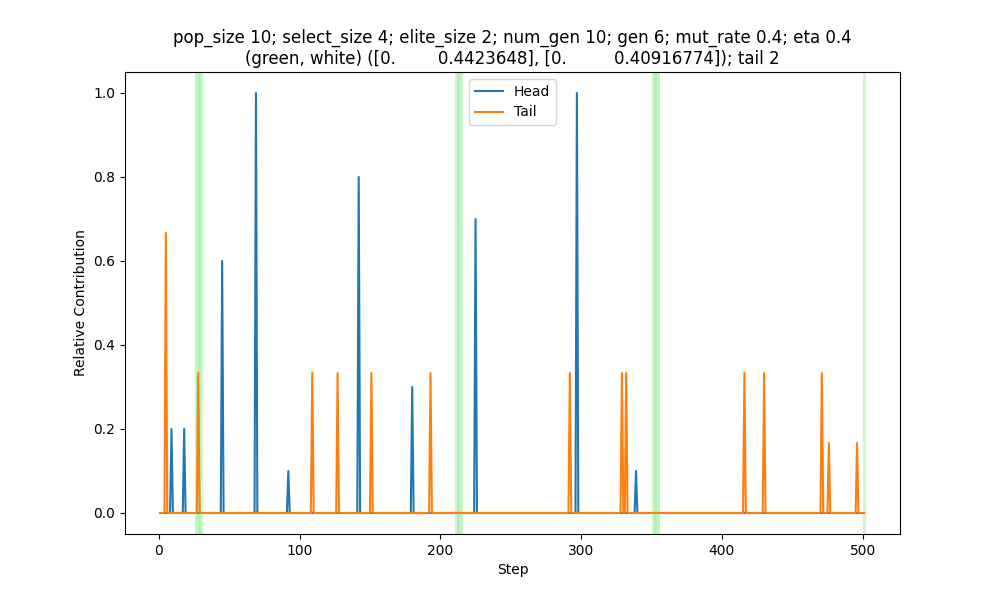 pop_size 10; select_size 4; elite_size 2; num_gen 10; gen 6; mut_rate 0.4; eta 0.4
(green, white) ([0. 0.4423648], [0. 0.40916774]); tail 2
Head
Tail
1.0
0.8
0.6
0.4
0.2
0.0
Relative Contribution
0 100 200 300 400 500
Step